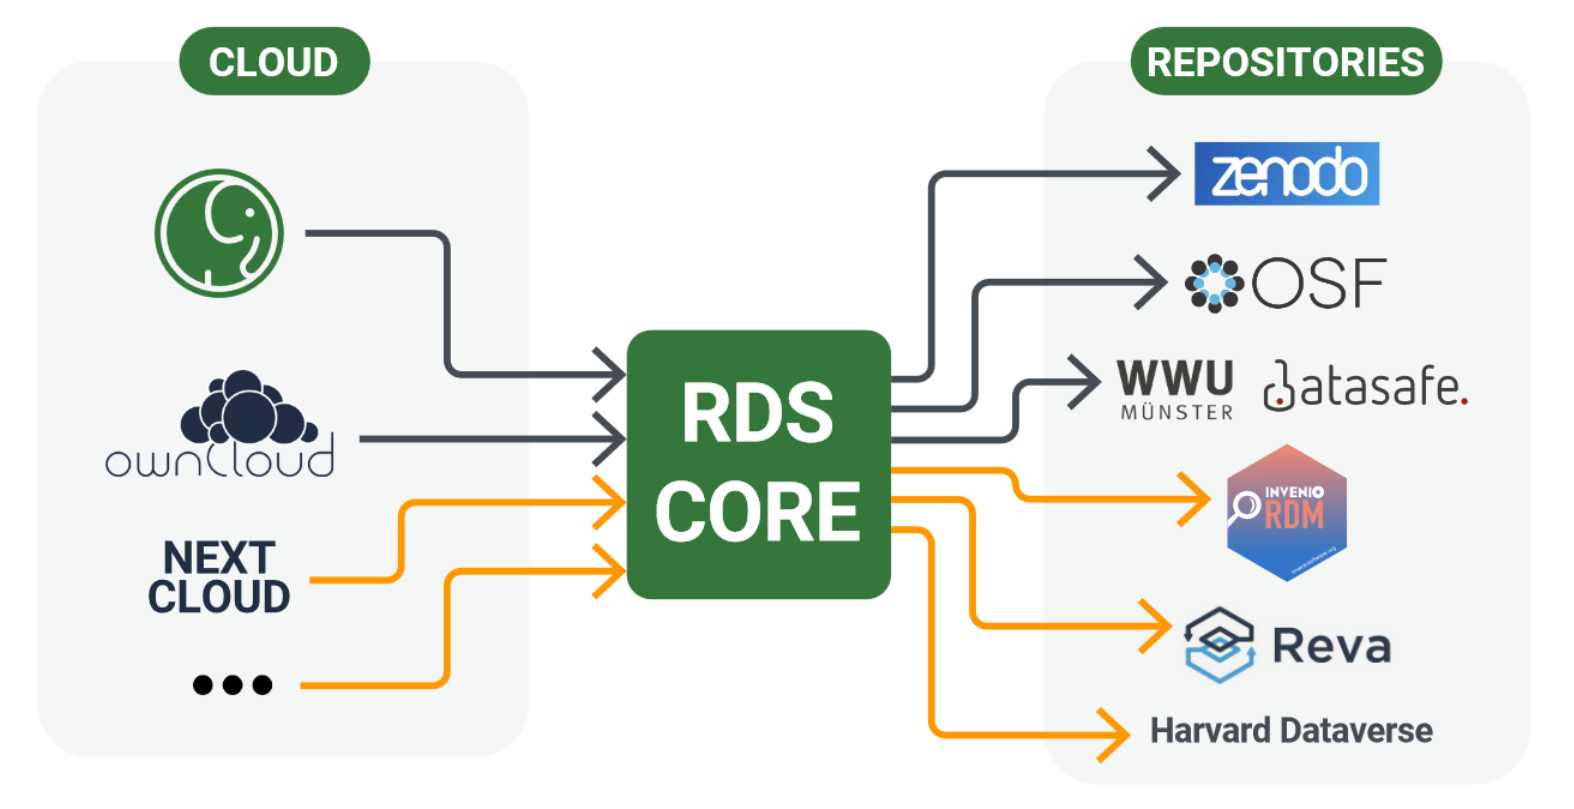 CLOUD
ownCloud
NEXT
CLOUD
RDS
CORE
REPOSITORIES
zenodo
OSF
WWU
MÜNSTER
datasafe.
INVENIO
RDM
Reva
Harvard Dataverse